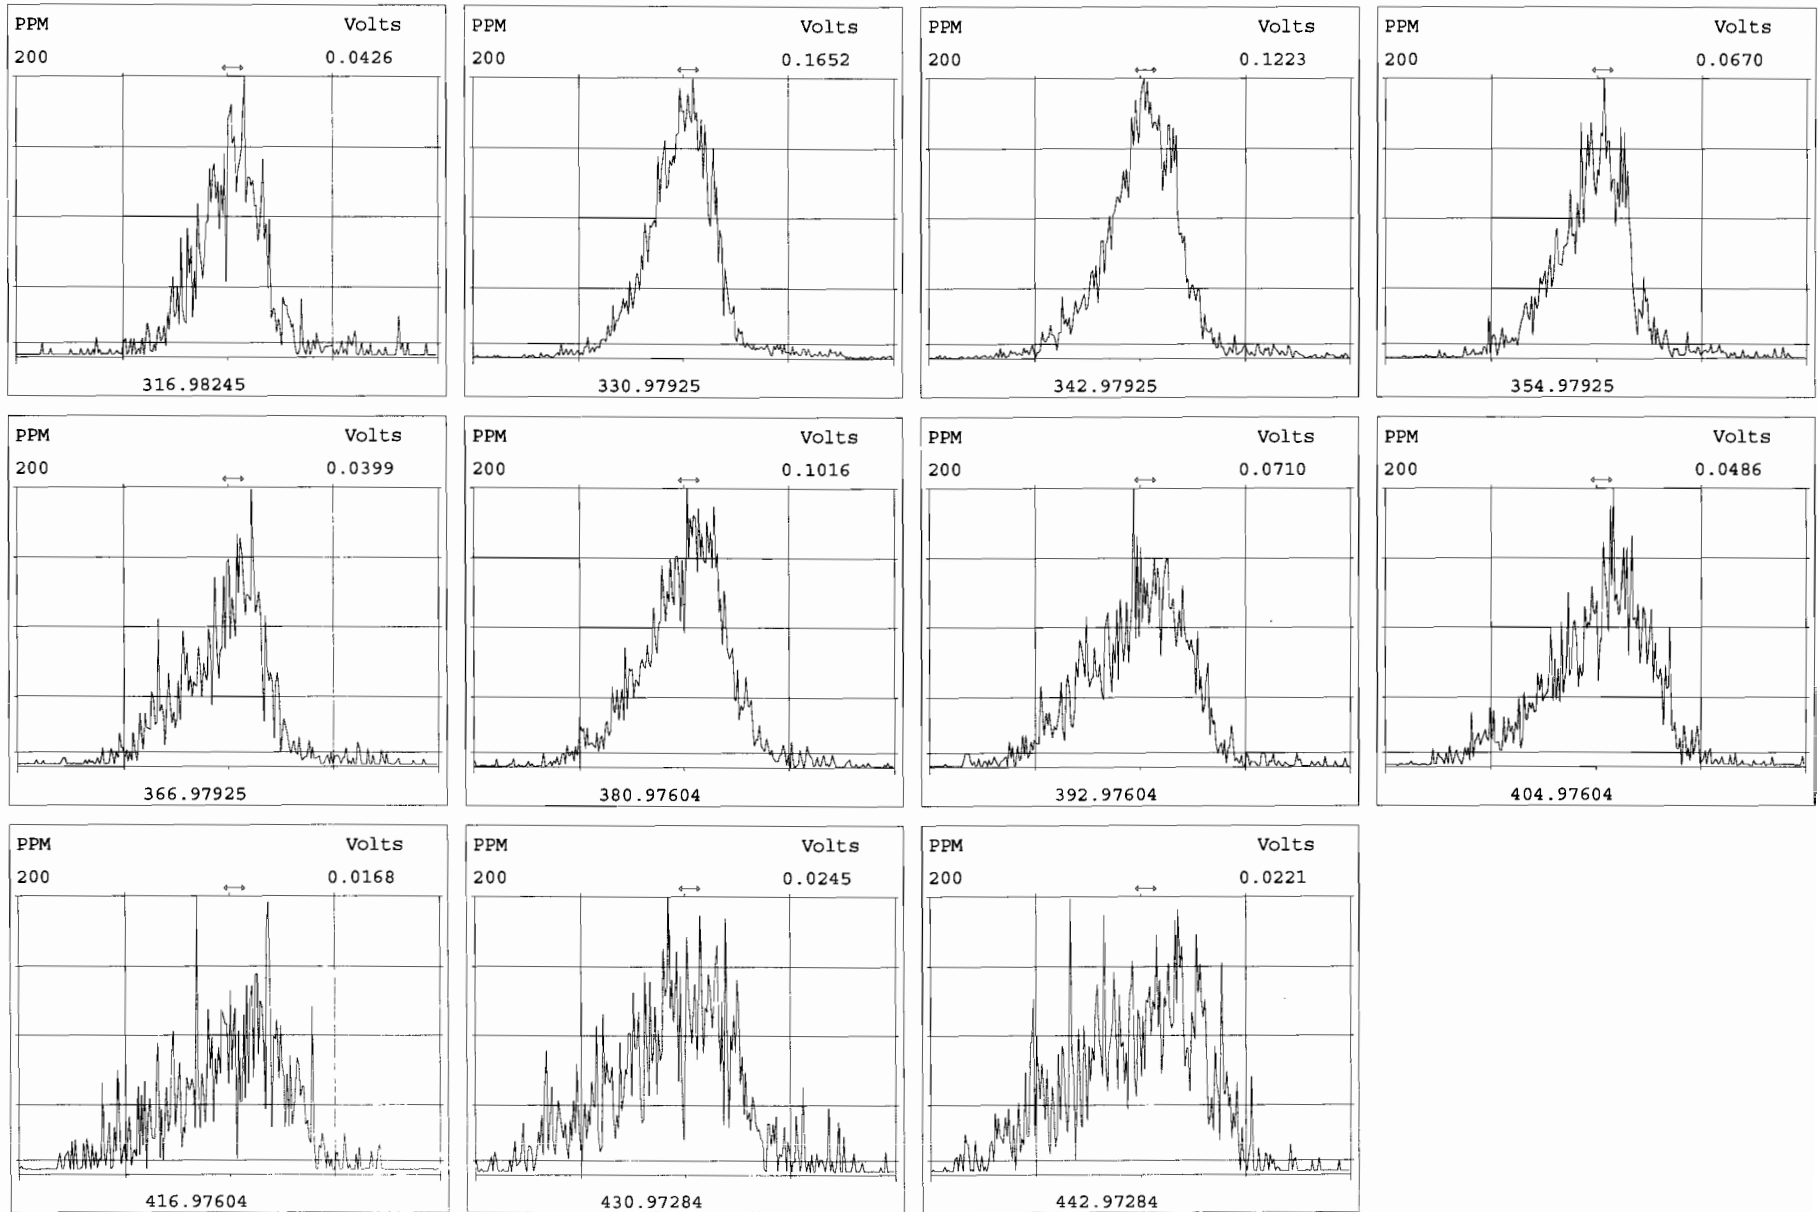 PPM Volts
200 0.0426
316.98245
PPM Volts
200 0.1652
330.97925
PPM Volts
200 0.1223
342.97925
PPM Volts
200 0.0670
354.97925
PPM Volts
200 0.0399
366.97925
PPM Volts
200 0.1016
380.97604
PPM Volts
200 0.0710
392.97604
PPM Volts
200 0.0486
404.97604
PPM Volts
200 0.0168
416.97604
PPM Volts
200 0.0245
430.97284
PPM Volts
200 0.0221
442.97284